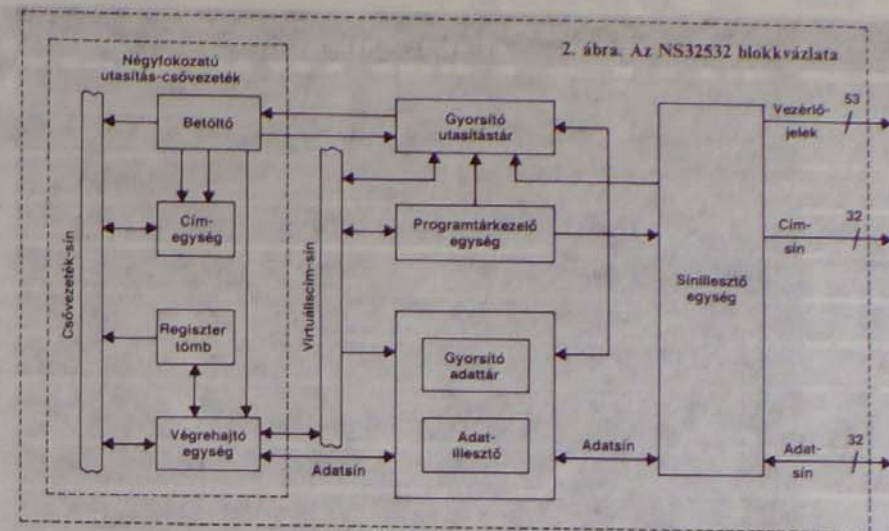 2. ábra. Az NS32532 blokkvázlata
Négyfokozatú
utasítás-csővezeték
Betöltő
Cím-
egység
Regiszter
tömb
Végrehajtó
egység
Csővezeték-sín
Virtuáliscím-sín
Gyorsító
utasítástár
Programtárkezelő
egység
Gyorsító
adattár
Adat-
illesztő
Adatsín
Adatsín
Sínillesztő
egység
Vezérlő-
jelek
53
Cím-
sín
32
Adat-
sín
32